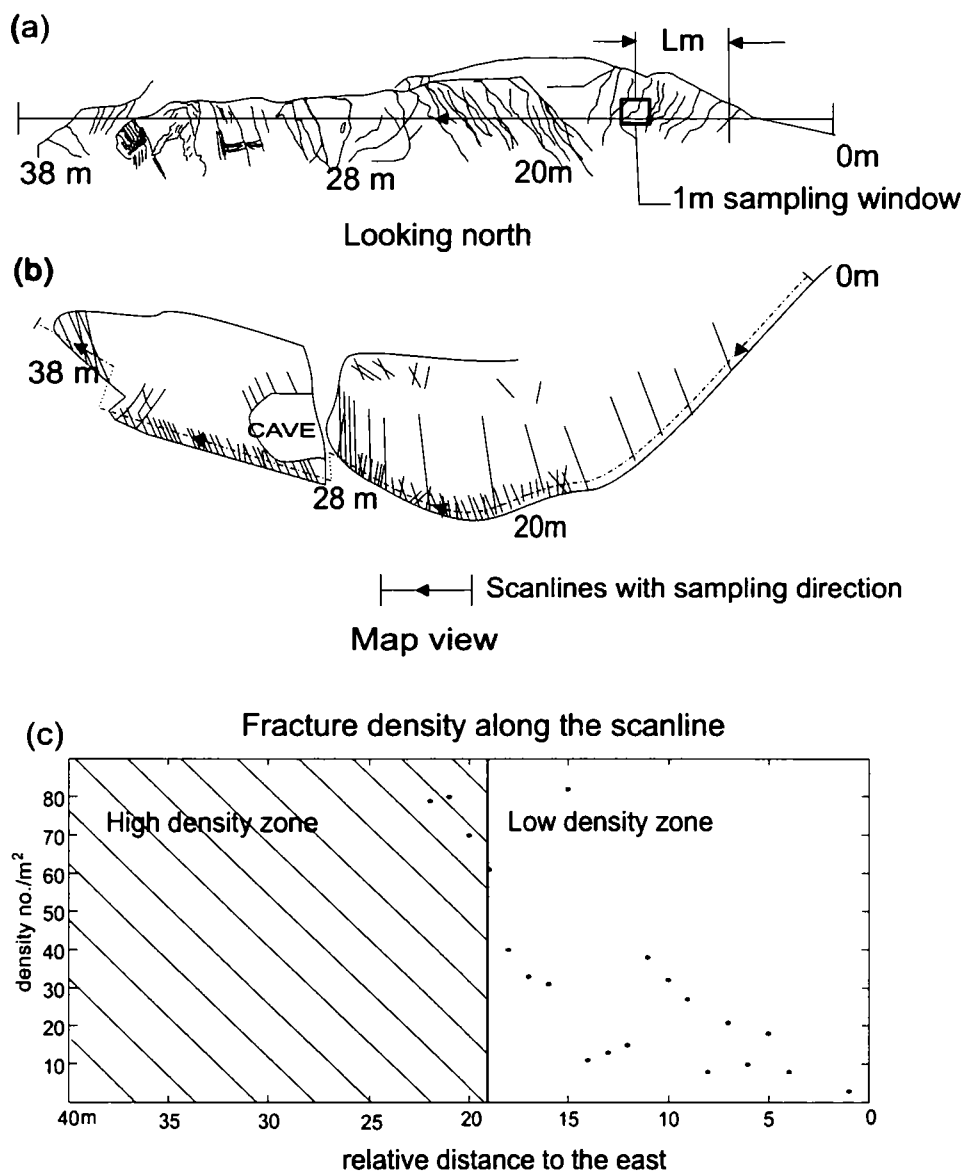 (a)
Lm
38 m
28 m
20m
0m
1m sampling window
Looking north
(b)
0m
38 m
CAVE
28 m
20m
Scanlines with sampling direction
Map view
(c)
Fracture density along the scanline
High density zone
Low density zone
density no./m²
80
70
60
50
40
30
20
10
40m
35
30
25
20
15
10
5
0
relative distance to the east